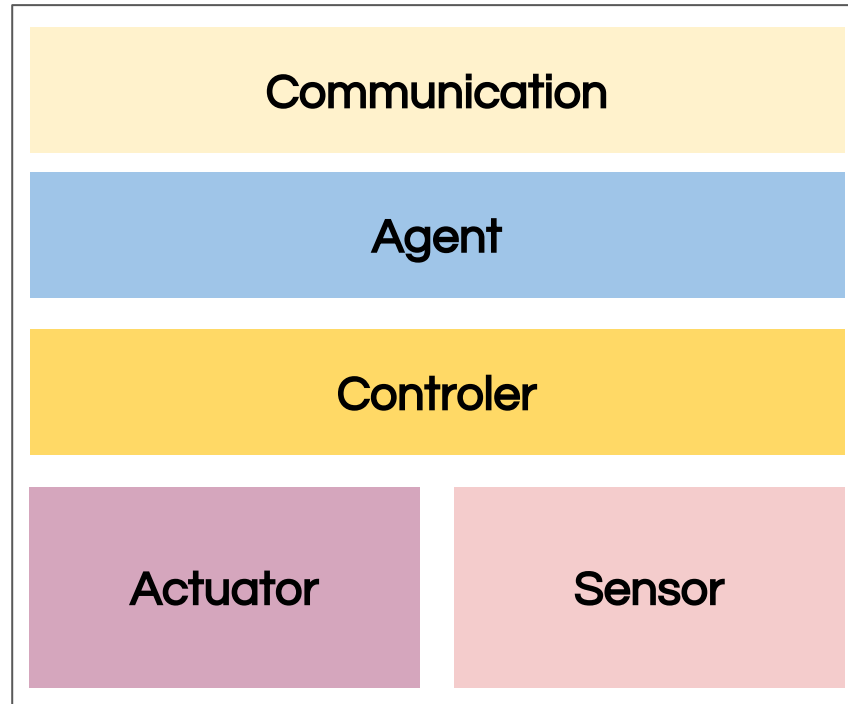 Communication
Agent
Controler
Actuator
Sensor